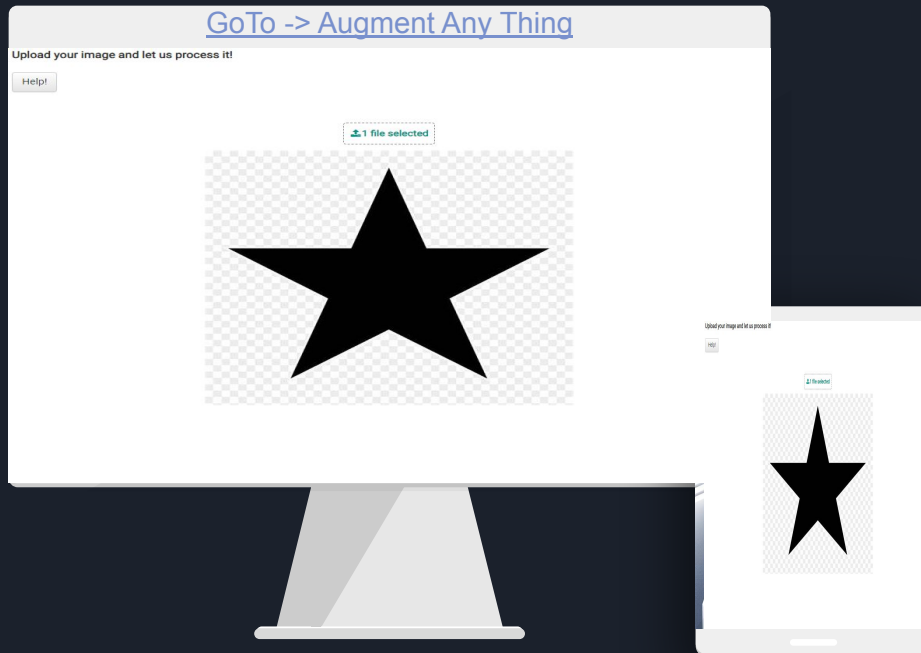 GoTo -> Augment Any Thing
Upload your image and let us process it!
Help!
1 file selected
Upload your image and let us process it!
Help!
1 file selected